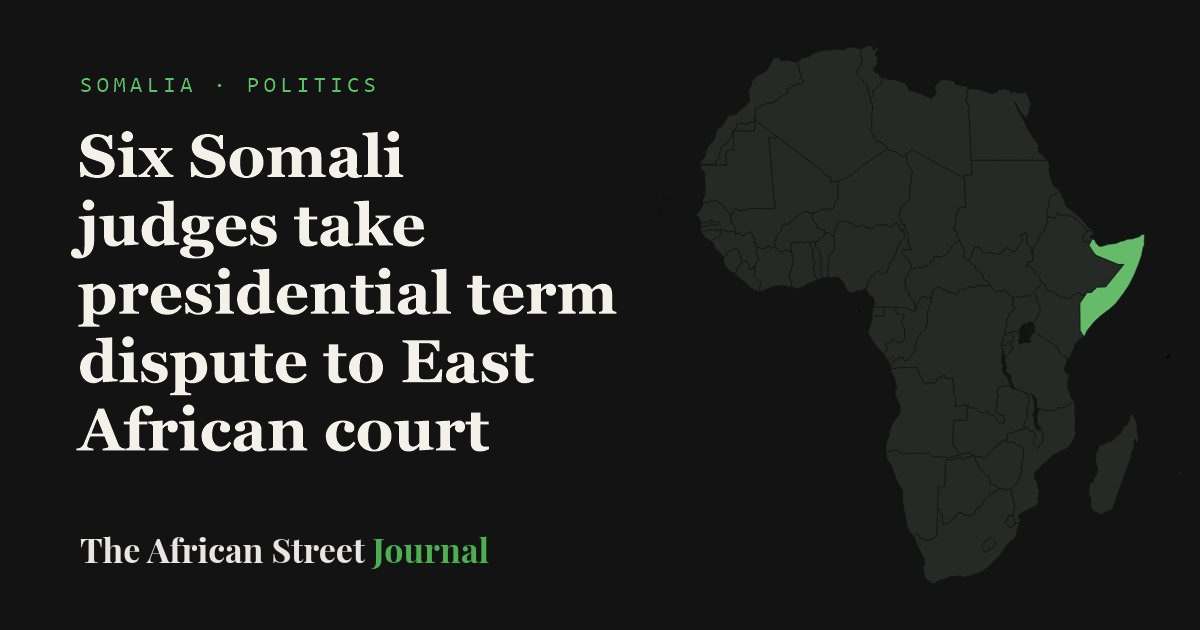 SOMALIA · POLITICS
Six Somali
judges take
presidential term
dispute to East
African court
The African Street Journal